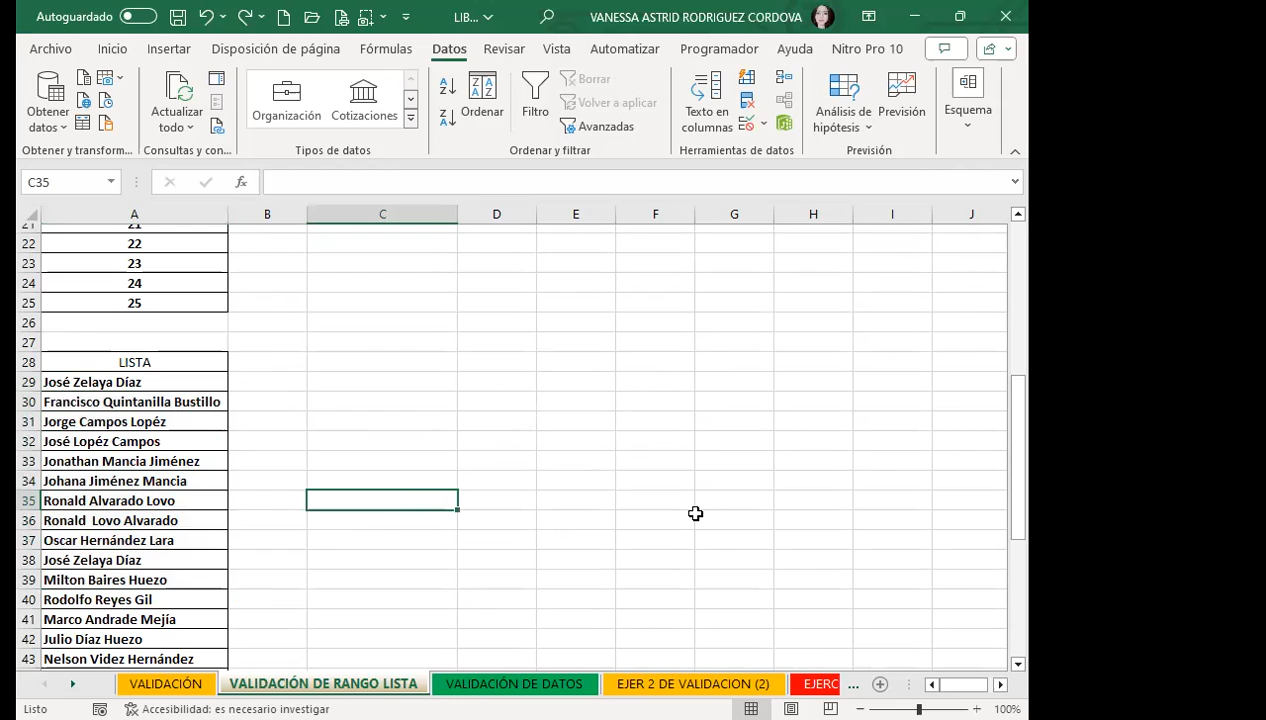 Autoguardado LIB... VANESSA ASTRID RODRIGUEZ CORDOVA
Archivo Inicio Insertar Disposición de página Fórmulas Datos Revisar Vista Automatizar Programador Ayuda Nitro Pro 10
Obtener datos
Obtener y transform...
Actualizar todo
Consultas y con...
Organización Cotizaciones
Tipos de datos
Ordenar
Filtro
Borrar
Volver a aplicar
Avanzadas
Ordenar y filtrar
Texto en columnas
Herramientas de datos
Análisis de hipótesis
Previsión
Previsión
Esquema
C35 fx
A B C D E F G H I J
21 21
22 22
23 23
24 24
25 25
26
27
28 LISTA
29 José Zelaya Díaz
30 Francisco Quintanilla Bustillo
31 Jorge Campos Lopéz
32 José Lopéz Campos
33 Jonathan Mancia Jiménez
34 Johana Jiménez Mancia
35 Ronald Alvarado Lovo
36 Ronald  Lovo Alvarado
37 Oscar Hernández Lara
38 José Zelaya Díaz
39 Milton Baires Huezo
40 Rodolfo Reyes Gil
41 Marco Andrade Mejía
42 Julio Díaz Huezo
43 Nelson Videz Hernández
VALIDACIÓN VALIDACIÓN DE RANGO LISTA VALIDACIÓN DE DATOS EJER 2 DE VALIDACION (2) EJERC ...
Listo Accesibilidad: es necesario investigar 100%